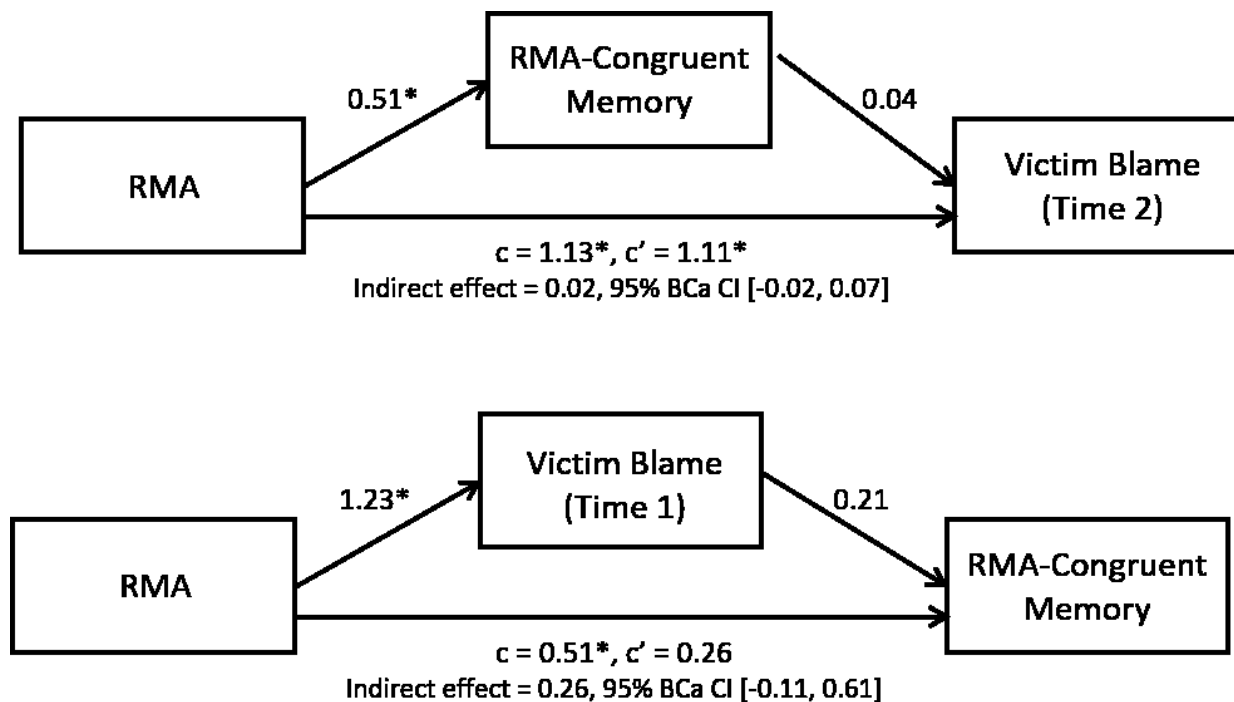 RMA-Congruent
Memory
0.51*
0.04
RMA
Victim Blame
(Time 2)
c = 1.13*, c’ = 1.11*
Indirect effect = 0.02, 95% BCa CI [-0.02, 0.07]
Victim Blame
(Time 1)
1.23*
0.21
RMA
RMA-Congruent
Memory
c = 0.51*, c’ = 0.26
Indirect effect = 0.26, 95% BCa CI [-0.11, 0.61]